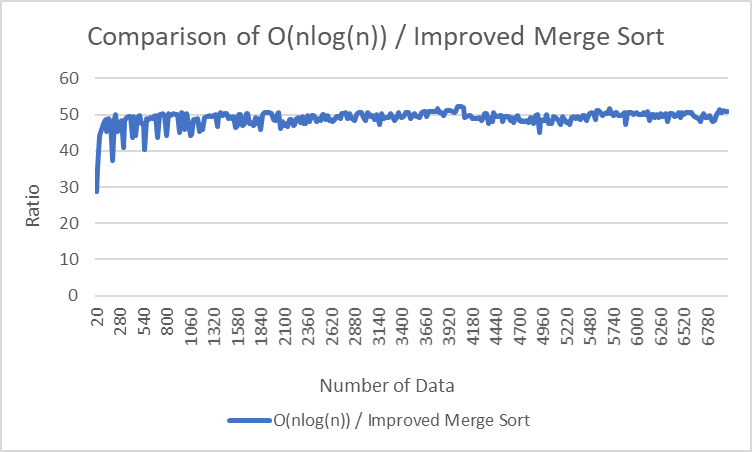 Comparison of O(nlog(n)) / Improved Merge Sort
60
50
40
30
20
10
0
Ratio
20 280 540 800 1060 1320 1580 1840 2100 2360 2620 2880 3140 3400 3660 3920 4180 4440 4700 4960 5220 5480 5740 6000 6260 6520 6780
Number of Data
O(nlog(n)) / Improved Merge Sort